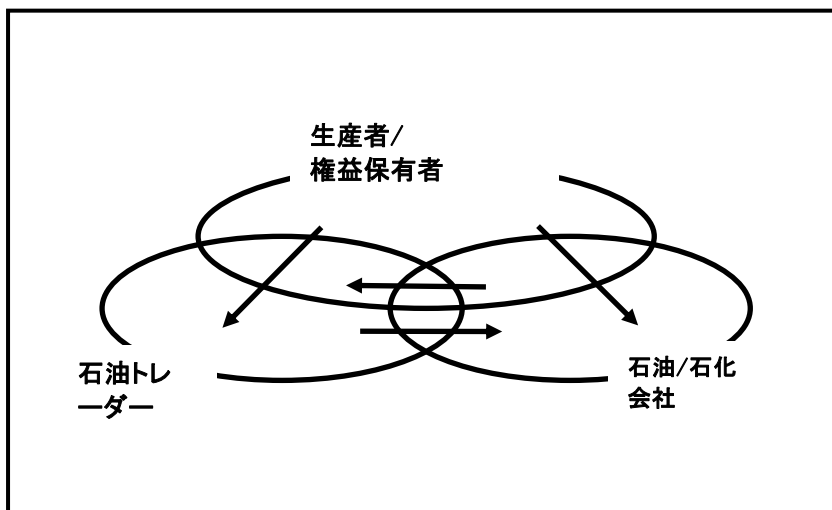 生産者/
権益保有者
石油トレ
ーダー
石油/石化
会社